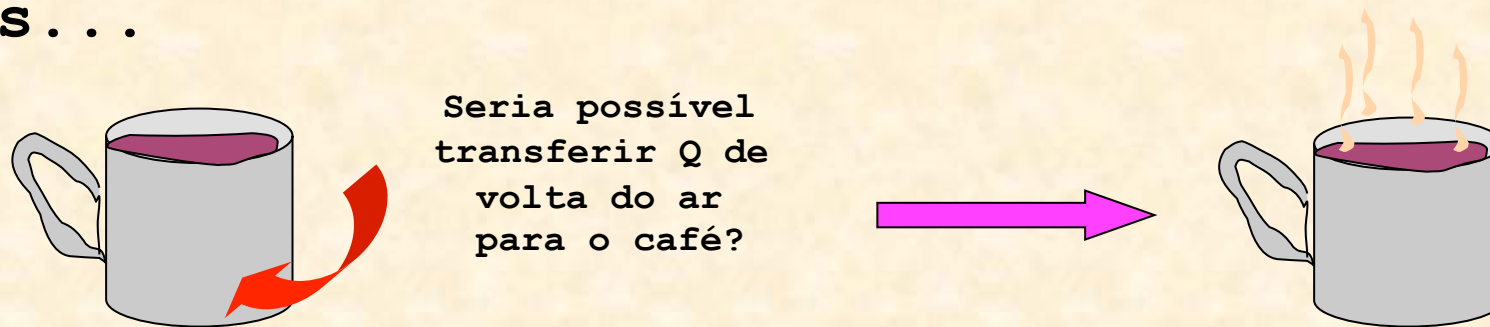 s...
Seria possível
transferir Q de
volta do ar
para o café?